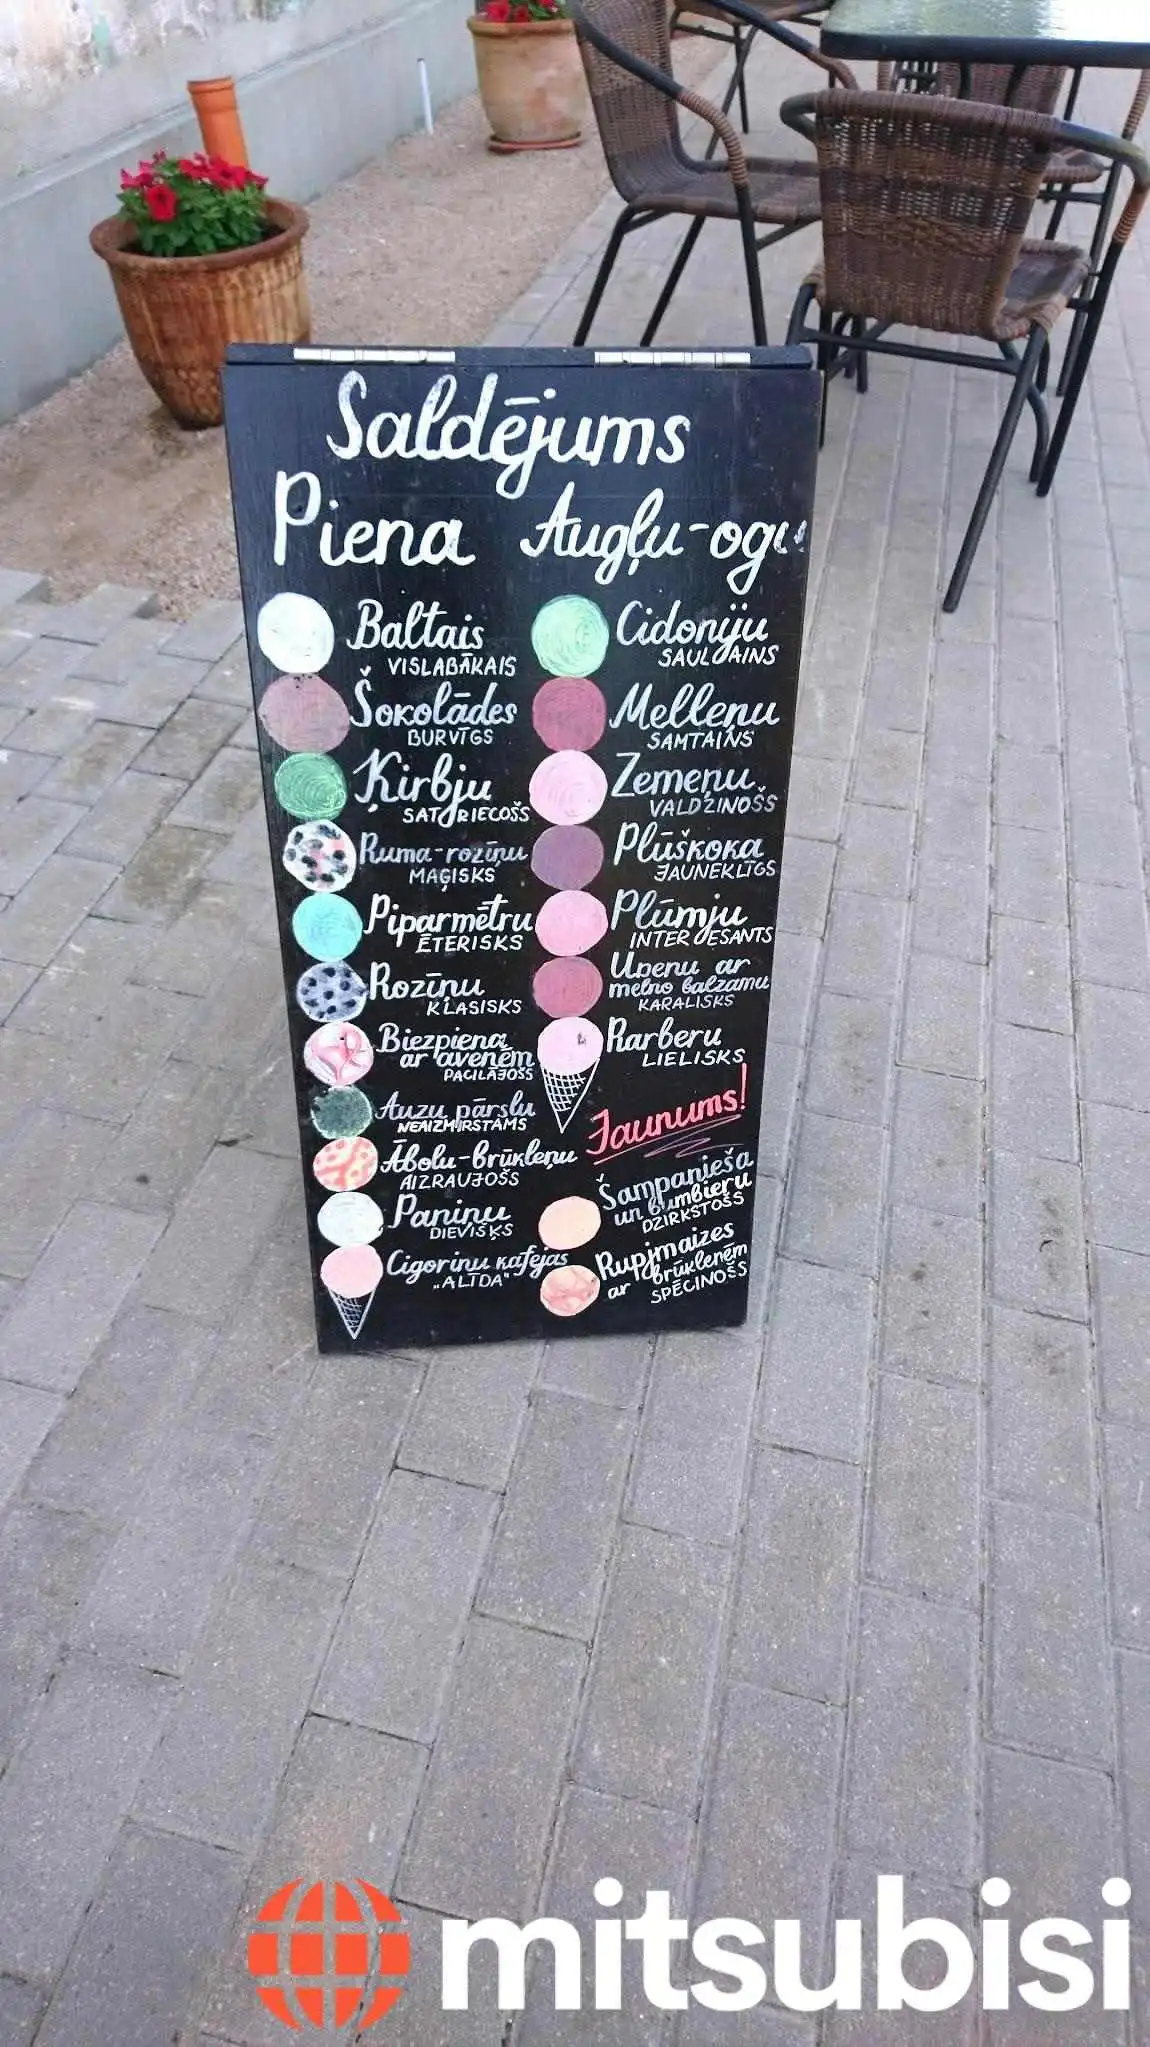 Saldējums
Piena
Baltais
VISLABĀKAIS
Šokolādes
BURVĪGS
Ķirbju
SATRIECOŠS
Ruma-rozīņu
MAĢISKS
Piparmētru
ĒTERISKS
Rozīņu
KLASISKS
Biezpiena
ar avenēm
PACILĀJOŠS
Auzu pārslu
NEAIZMIRSTAMS
Ābolu-brūkleņu
AIZRAUJOŠS
Paniņu
DIEVIŠĶS
Cigoriņu kafejas
„ALĪDA"
Augļu-ogu
Cidoniju
SAULAINS
Melleņu
SAMTAINS
Zemeņu
VALDZINOŠS
Plūškoka
JAUNEKLĪGS
Plūmju
INTERESANTS
Upeņu ar
melno balzamu
KARALISKS
Rarberu
LIELISKS
Jaunums!
Šampanieša
un bumbieru
DZIRKSTOŠS
Rupjmaizes
ar brūklenēm
SPĒCINOŠS
mitsubisi